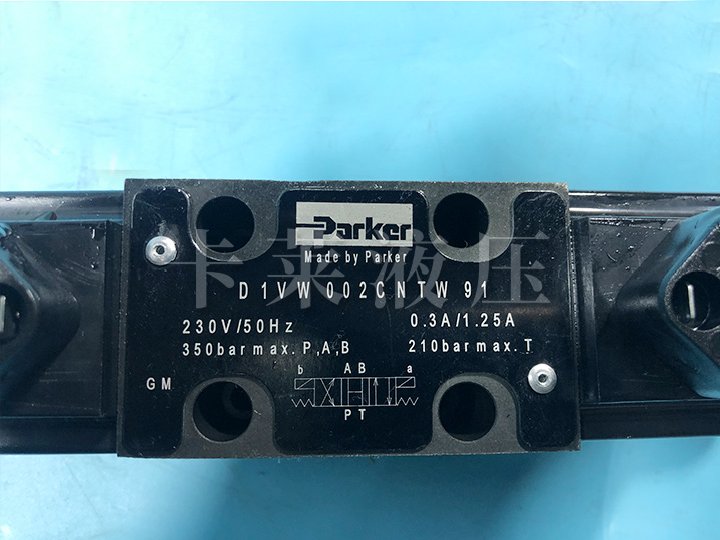 Parker
Made by Parker
D1VW002CNTW91
230V/50Hz 0.3A/1.25A
350bar max. P,A,B 210bar max. T
b AB a
GM
PT
卡莱液压